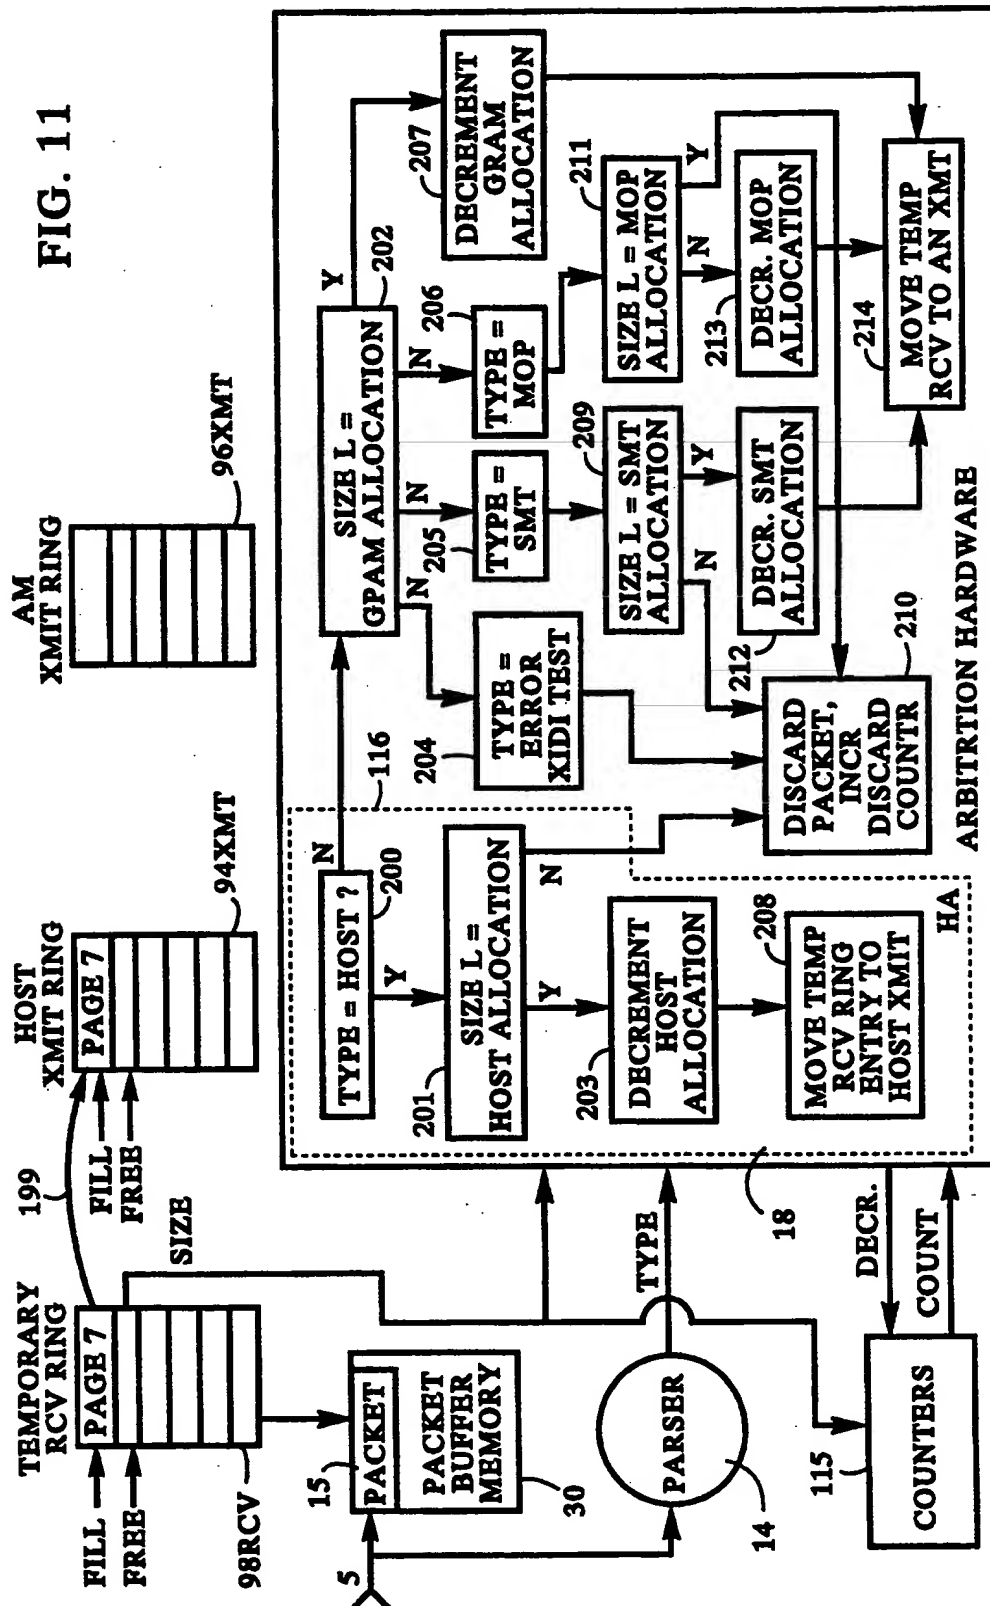 FIG. 11
TEMPORARY
RCV RING
FILL
FREE
PAGE 7
98RCV
199
SIZE
HOST
XMIT RING
FILL
FREE
PAGE 7
94XMT
AM
XMIT RING
96XMT
5
15
PACKET
PACKET
BUFFER
MEMORY
30
PARSER
14
TYPE
115
COUNTERS
DECR.
COUNT
18
116
TYPE = HOST ?
200
N
Y
201
SIZE L =
HOST ALLOCATION
Y
N
203
DECREMENT
HOST
ALLOCATION
208
MOVE TEMP
RCV RING
ENTRY TO
HOST XMIT
HA
SIZE L =
GPAM ALLOCATION
202
Y
N
N
N
204
TYPE =
ERROR
XIDI TEST
205
TYPE =
SMT
206
TYPE =
MOP
207
DECREMENT
GRAM
ALLOCATION
209
SIZE L = SMT
ALLOCATION
N
Y
211
SIZE L = MOP
ALLOCATION
N
Y
212
DECR. SMT
ALLOCATION
213
DECR. MOP
ALLOCATION
DISCARD
PACKET,
INCR
DISCARD
COUNTR
210
214
MOVE TEMP
RCV TO AN XMT
ARBITRTION HARDWARE